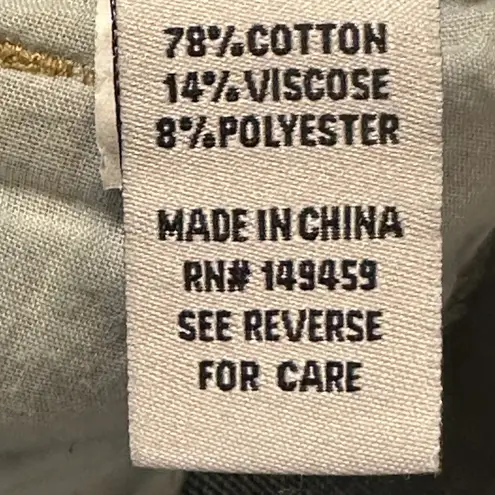 78% COTTON
14% VISCOSE
8% POLYESTER
MADE IN CHINA
RN# 149459
SEE REVERSE
FOR CARE